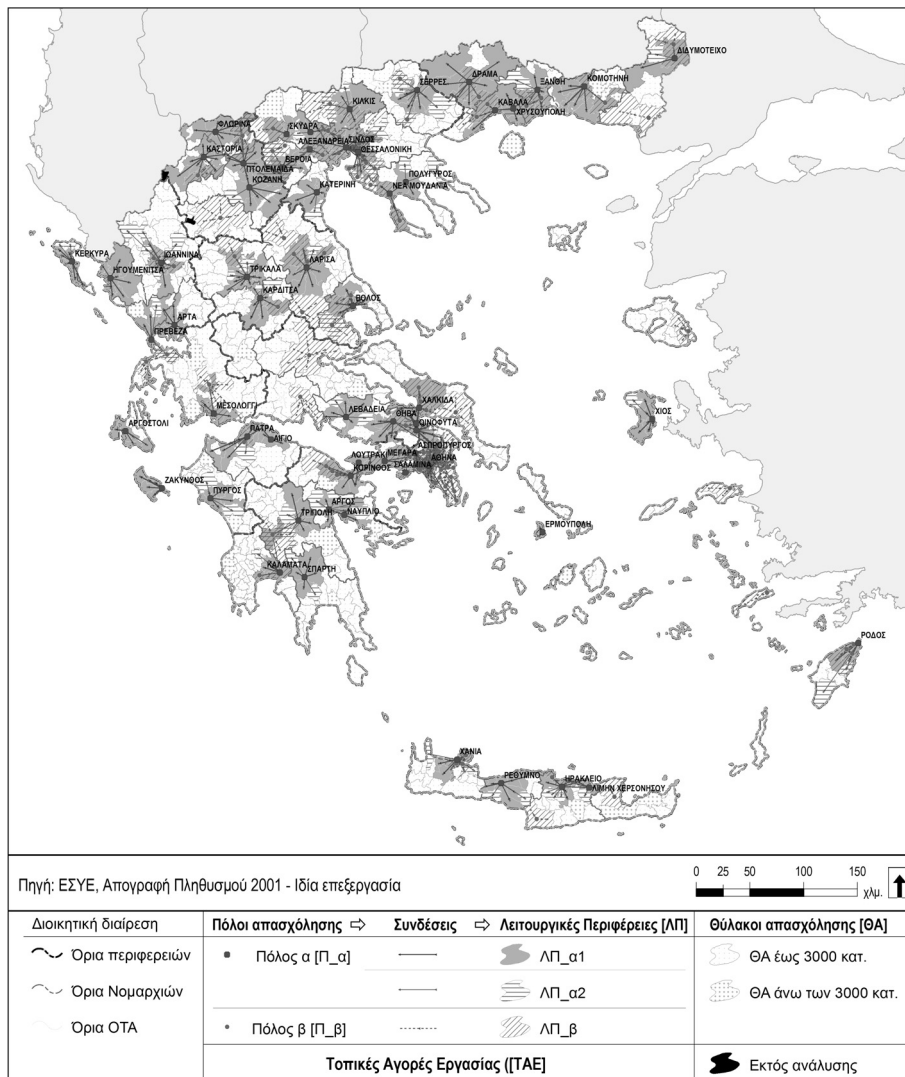 ΔΙΔΥΜΟΤΕΙΧΟ
ΣΕΡΡΕΣ
ΔΡΑΜΑ
ΞΑΝΘΗ
ΚΟΜΟΤΗΝΗ
ΚΙΛΚΙΣ
ΚΑΒΑΛΑ
ΧΡΥΣΟΥΠΟΛΗ
ΦΛΩΡΙΝΑ
ΣΚΥΔΡΑ
ΑΛΕΞΑΝΔΡΕΙΑ
ΣΙΝΔΟΣ
ΘΕΣΣΑΛΟΝΙΚΗ
ΚΑΣΤΟΡΙΑ
ΒΕΡΟΙΑ
ΠΤΟΛΕΜΑΙΔΑ
ΚΟΖΑΝΗ
ΚΑΤΕΡΙΝΗ
ΠΟΛΥΓΥΡΟΣ
ΝΕΑ ΜΟΥΔΑΝΙΑ
ΚΕΡΚΥΡΑ
ΗΓΟΥΜΕΝΙΤΣΑ
ΙΩΑΝΝΙΝΑ
ΤΡΙΚΑΛΑ
ΛΑΡΙΣΑ
ΚΑΡΔΙΤΣΑ
ΒΟΛΟΣ
ΑΡΤΑ
ΠΡΕΒΕΖΑ
ΜΕΣΟΛΟΓΓΙ
ΛΕΒΑΔΕΙΑ
ΧΑΛΚΙΔΑ
ΘΗΒΑ
ΟΙΝΟΦΥΤΑ
ΧΙΟΣ
ΑΡΓΟΣΤΟΛΙ
ΠΑΤΡΑ
ΑΙΓΙΟ
ΑΣΠΡΟΠΥΡΓΟΣ
ΛΟΥΤΡΑΚΙ
ΜΕΓΑΡΑ
ΑΘΗΝΑ
ΣΑΛΑΜΙΝΑ
ΚΟΡΙΝΘΟΣ
ΖΑΚΥΝΘΟΣ
ΠΥΡΓΟΣ
ΑΡΓΟΣ
ΤΡΙΠΟΛΗ
ΝΑΥΠΛΙΟ
ΕΡΜΟΥΠΟΛΗ
ΚΑΛΑΜΑΤΑ
ΣΠΑΡΤΗ
ΡΟΔΟΣ
ΧΑΝΙΑ
ΡΕΘΥΜΝΟ
ΗΡΑΚΛΕΙΟ
ΛΙΜΗΝ ΧΕΡΣΟΝΗΣΟΥ
Πηγή: ΕΣΥΕ, Απογραφή Πληθυσμού 2001 - Ιδία επεξεργασία
0 25 50 100 150
χλμ.
Διοικητική διαίρεση
Όρια περιφερειών
Όρια Νομαρχιών
Όρια ΟΤΑ
Πόλοι απασχόλησης ⇨ Συνδέσεις ⇨ Λειτουργικές Περιφέρειες [ΛΠ]
Πόλος α [Π_α] ΛΠ_α1
ΛΠ_α2
Πόλος β [Π_β] ΛΠ_β
Τοπικές Αγορές Εργασίας ([ΤΑΕ]
Θύλακοι απασχόλησης [ΘΑ]
ΘΑ έως 3000 κατ.
ΘΑ άνω των 3000 κατ.
Εκτός ανάλυσης